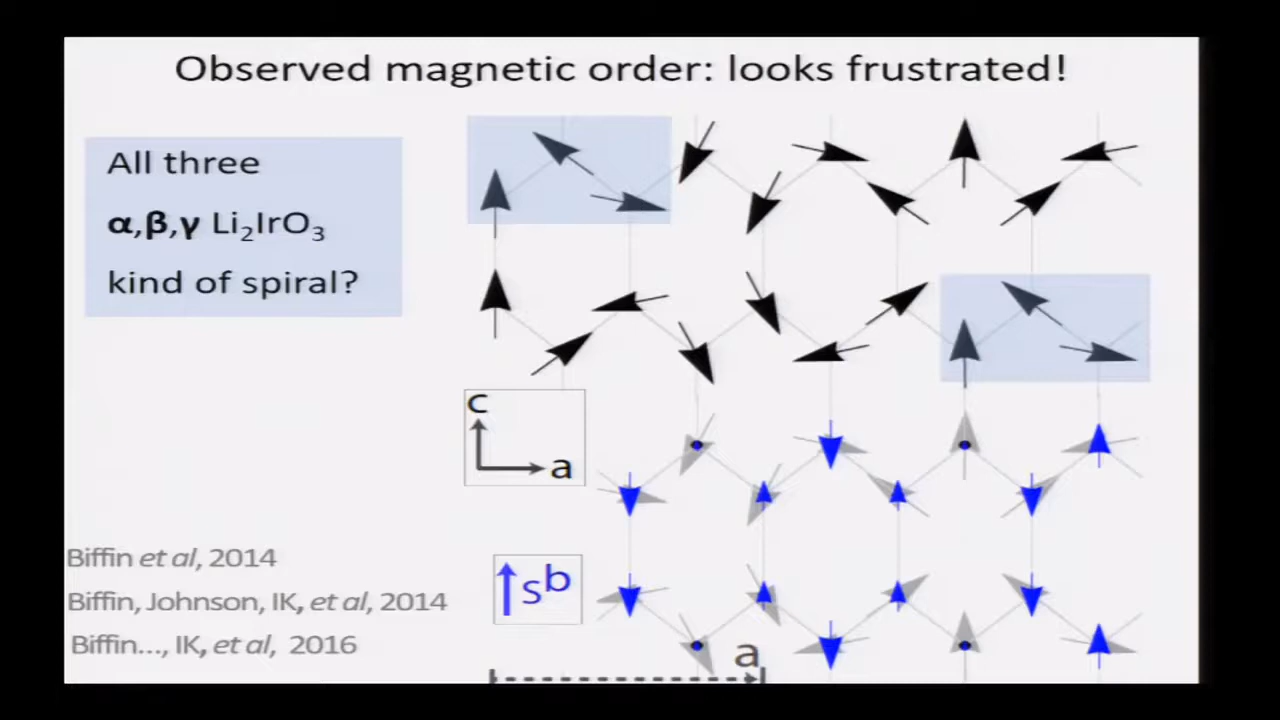 Observed magnetic order: looks frustrated!
All three
α,β,γ Li₂IrO₃
kind of spiral?
c
a
Sᵇ
a
Biffin et al, 2014
Biffin, Johnson, IK, et al, 2014
Biffin..., IK, et al, 2016